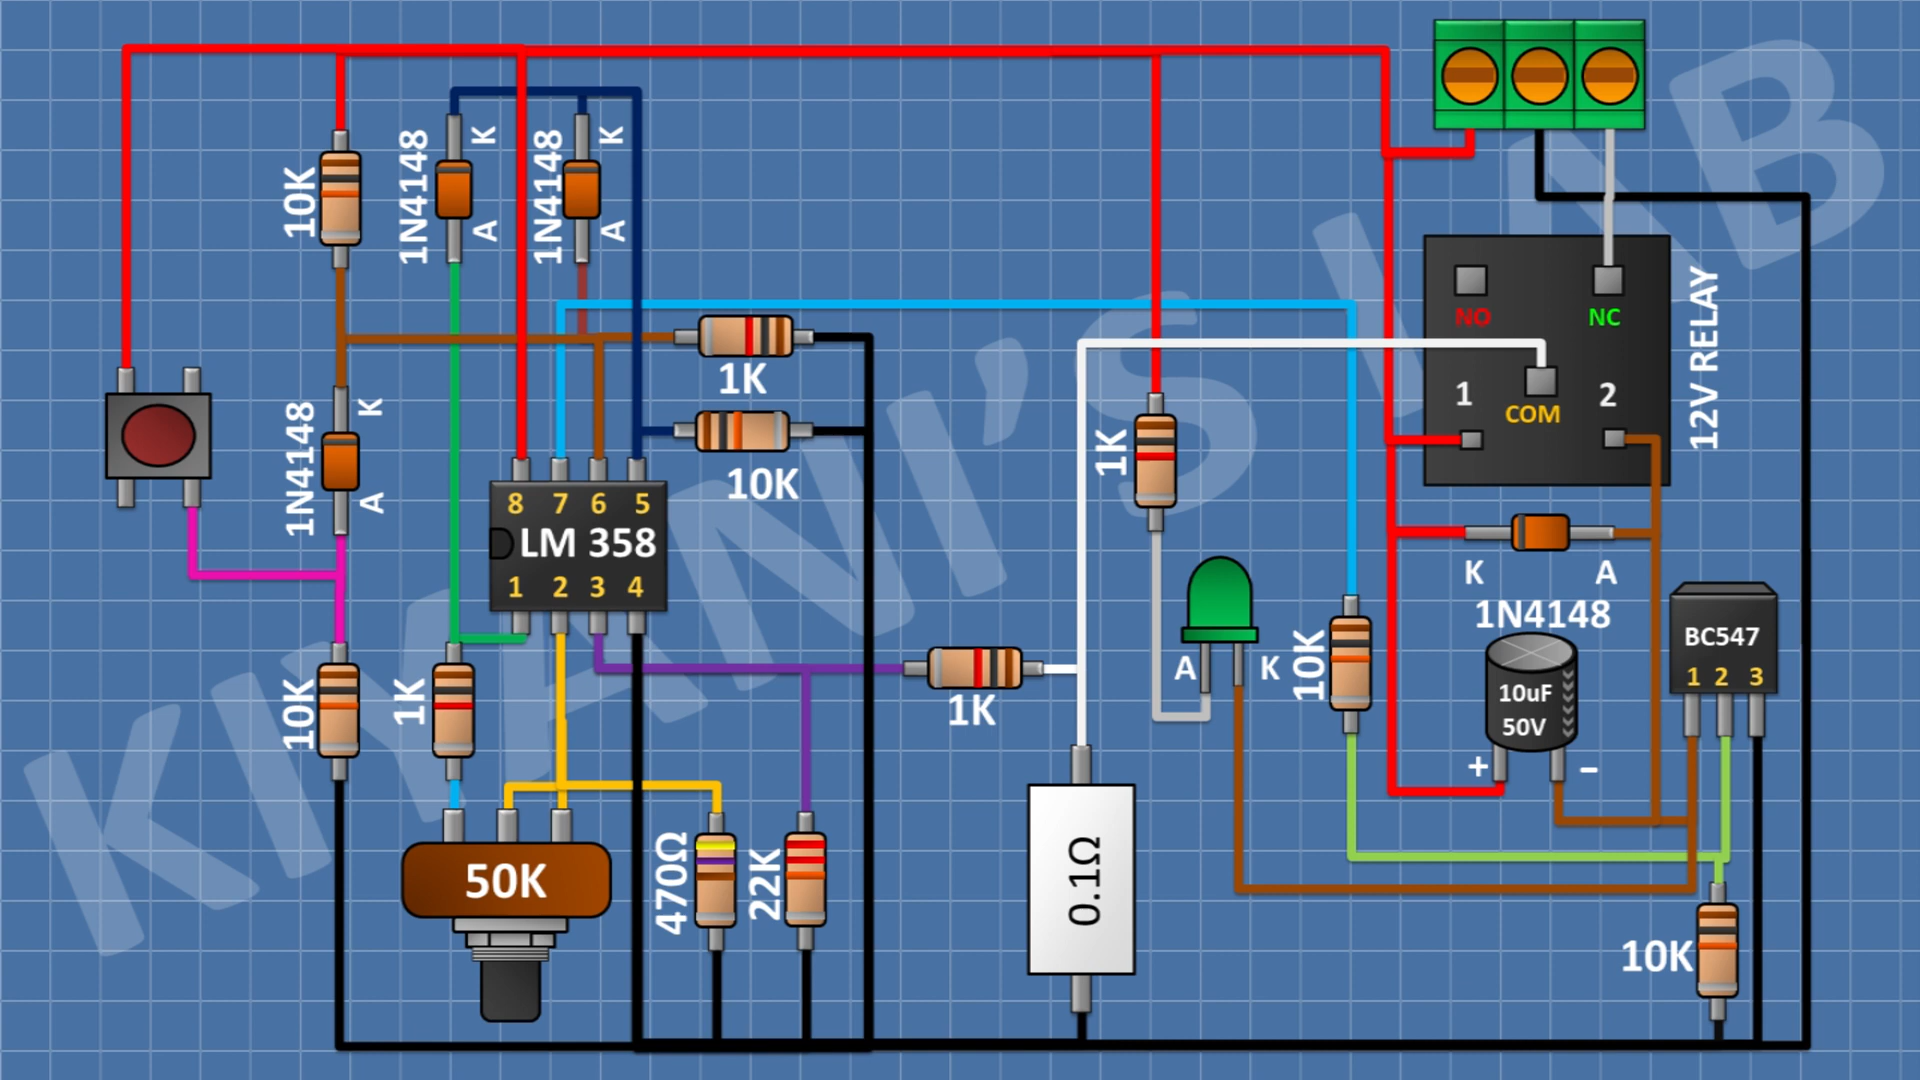 KIYANI'S LAB
10K
1N4148
K
A
1N4148
K
A
NO
NC
12V RELAY
1K
1
2
COM
1N4148
K
A
10K
1K
8 7 6 5
LM 358
1 2 3 4
K
A
1N4148
BC547
1 2 3
10K
1K
1K
A
K
10K
10uF
50V
+
–
50K
470Ω
22K
0.1Ω
10K